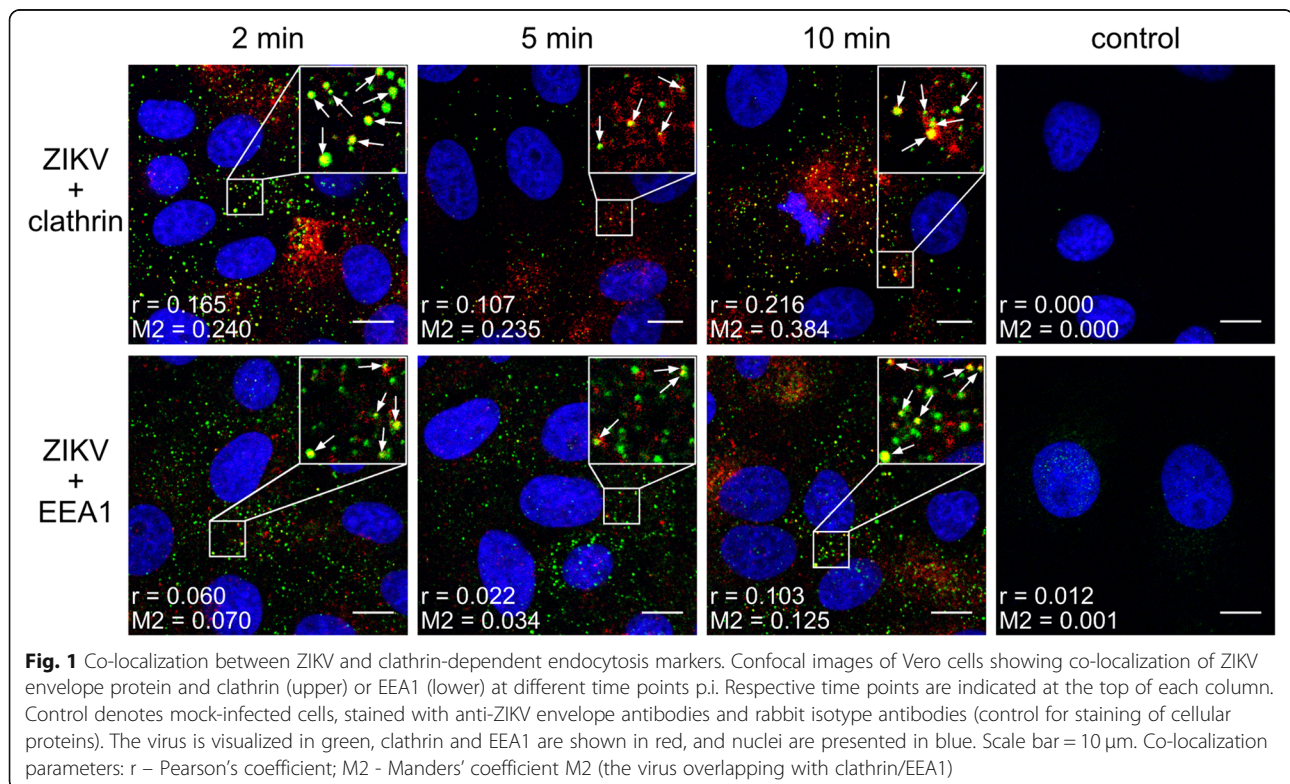 2 min 5 min 10 min control
ZIKV
+
clathrin
r = 0.165 r = 0.107 r = 0.216 r = 0.000
M2 = 0.240 M2 = 0.235 M2 = 0.384 M2 = 0.000
ZIKV
+
EEA1
r = 0.060 r = 0.022 r = 0.103 r = 0.012
M2 = 0.070 M2 = 0.034 M2 = 0.125 M2 = 0.001
Fig. 1 Co-localization between ZIKV and clathrin-dependent endocytosis markers. Confocal images of Vero cells showing co-localization of ZIKV
envelope protein and clathrin (upper) or EEA1 (lower) at different time points p.i. Respective time points are indicated at the top of each column.
Control denotes mock-infected cells, stained with anti-ZIKV envelope antibodies and rabbit isotype antibodies (control for staining of cellular
proteins). The virus is visualized in green, clathrin and EEA1 are shown in red, and nuclei are presented in blue. Scale bar = 10 μm. Co-localization
parameters: r – Pearson's coefficient; M2 - Manders' coefficient M2 (the virus overlapping with clathrin/EEA1)